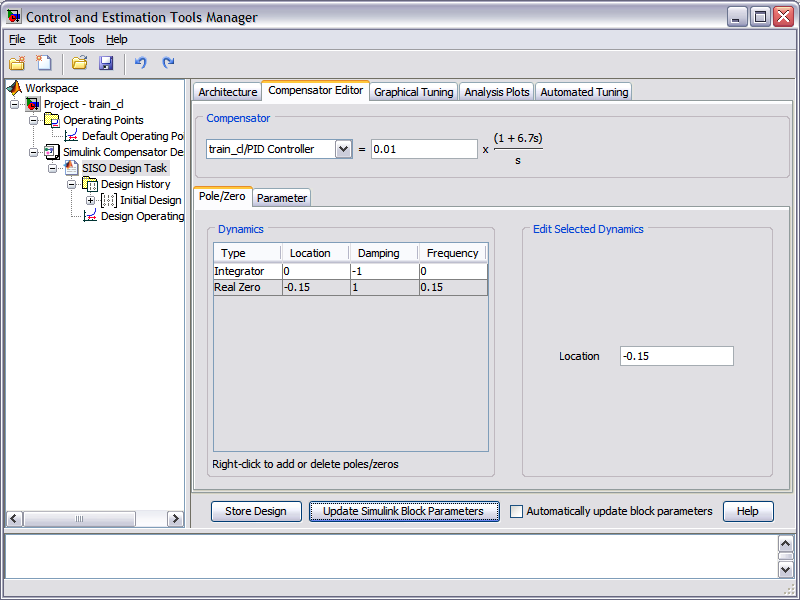 Control and Estimation Tools Manager
File Edit Tools Help
Workspace
Project - train_cl
Operating Points
Default Operating Po
Simulink Compensator De
SISO Design Task
Design History
Initial Design
Design Operating
Architecture Compensator Editor Graphical Tuning Analysis Plots Automated Tuning
Compensator
train_cl/PID Controller = 0.01 x (1 + 6.7s)
s
Pole/Zero Parameter
Dynamics
Type Location Damping Frequency
Integrator 0 -1 0
Real Zero -0.15 1 0.15
Right-click to add or delete poles/zeros
Edit Selected Dynamics
Location -0.15
Store Design Update Simulink Block Parameters Automatically update block parameters Help